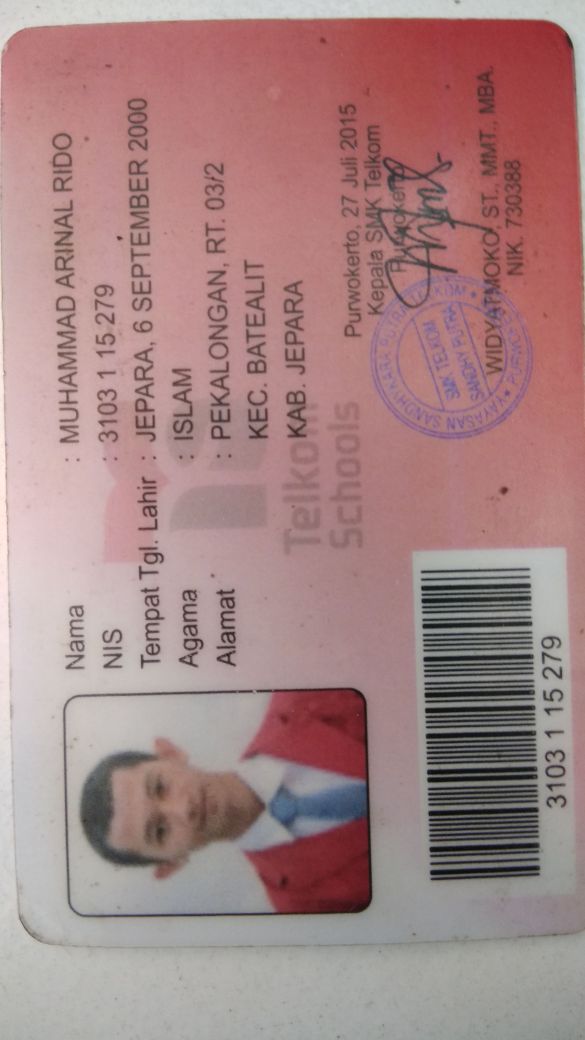 Nama : MUHAMMAD ARINAL RIDO
NIS : 3103 1 15 279
Tempat Tgl. Lahir : JEPARA, 6 SEPTEMBER 2000
Agama : ISLAM
Alamat : PEKALONGAN, RT. 03/2
KEC. BATEALIT
KAB. JEPARA
Telkom
Schools
Purwokerto, 27 Juli 2015
Kepala SMK Telkom
Purwokerto
YAYASAN SANDHYKARA PUTRA TELKOM
SMK TELKOM
SANDHY PUTRA
PURWOKERTO
WIDYATMOKO, ST., MMT., MBA.
NIK. 730388
3103 1 15 279